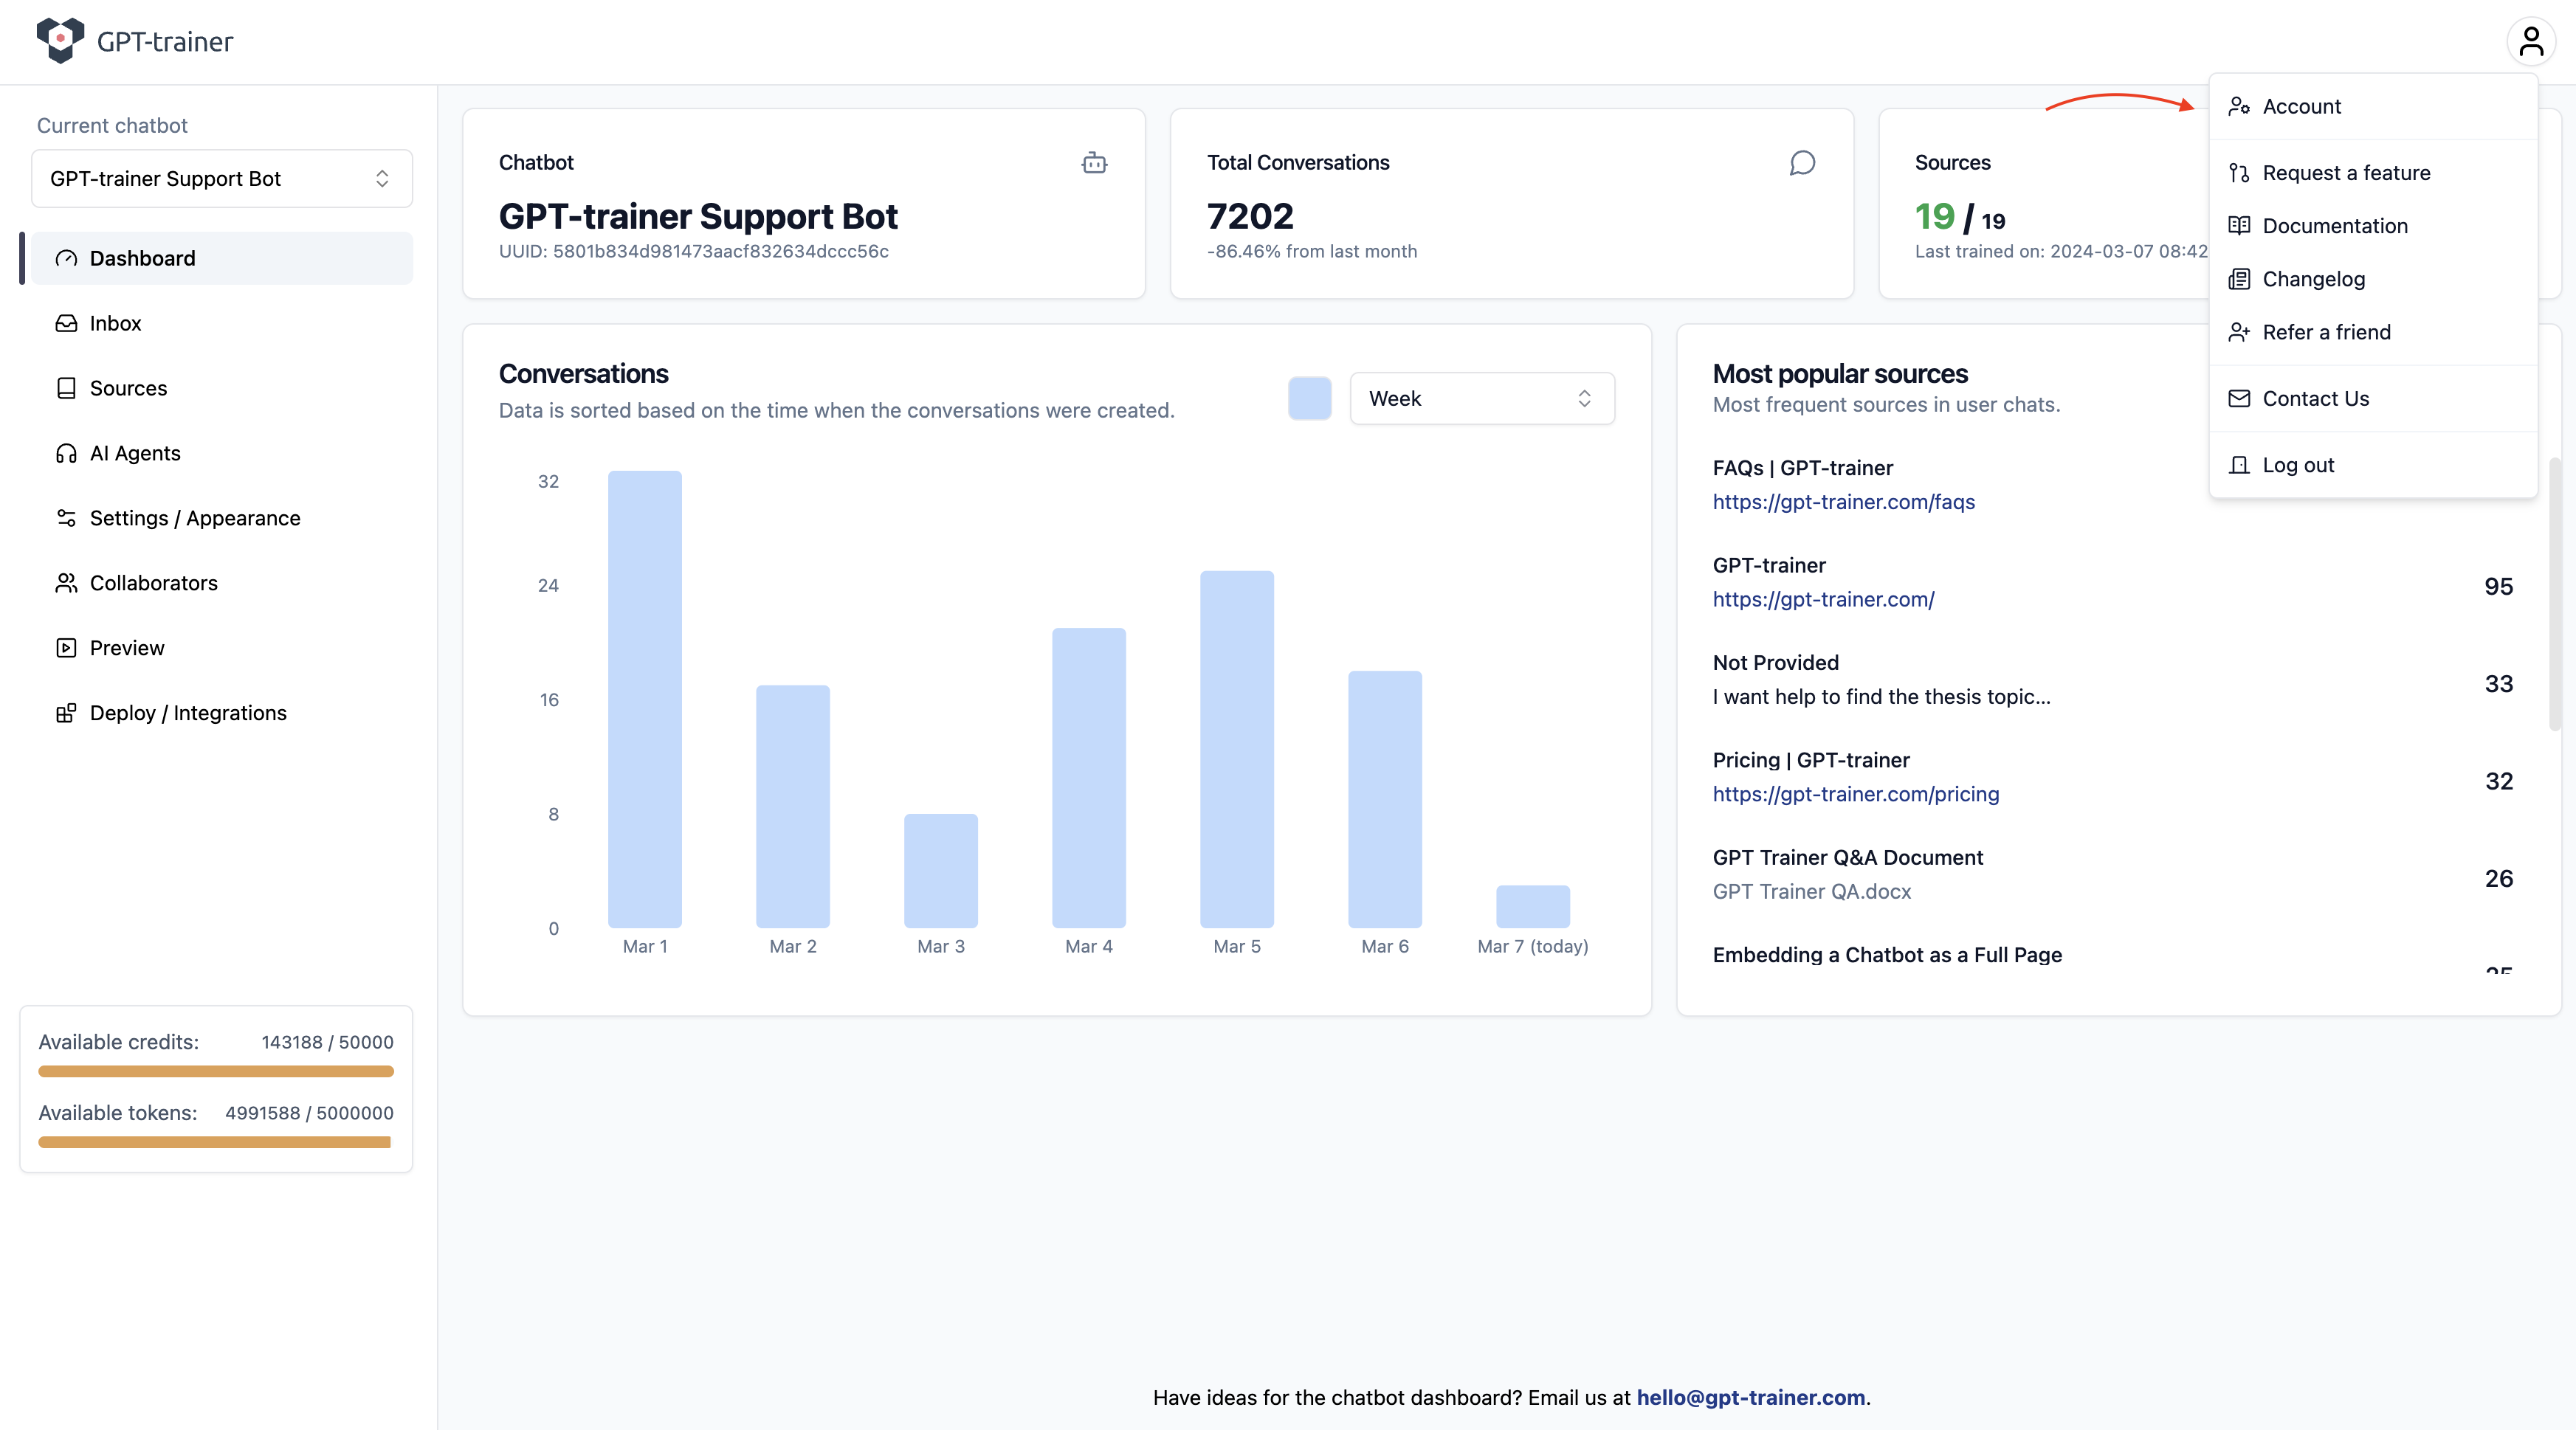 GPT-trainer
Current chatbot
GPT-trainer Support Bot
Dashboard
Inbox
Sources
AI Agents
Settings / Appearance
Collaborators
Preview
Deploy / Integrations
Available credits: 143188 / 50000
Available tokens: 4991588 / 5000000
Chatbot
GPT-trainer Support Bot
UUID: 5801b834d981473aacf832634dccc56c
Total Conversations
7202
-86.46% from last month
Sources
19 / 19
Last trained on: 2024-03-07 08:42
Account
Request a feature
Documentation
Changelog
Refer a friend
Contact Us
Log out
Conversations
Data is sorted based on the time when the conversations were created.
Week
32
24
16
8
0
Mar 1 Mar 2 Mar 3 Mar 4 Mar 5 Mar 6 Mar 7 (today)
Most popular sources
Most frequent sources in user chats.
FAQs | GPT-trainer
https://gpt-trainer.com/faqs
GPT-trainer
https://gpt-trainer.com/
95
Not Provided
I want help to find the thesis topic...
33
Pricing | GPT-trainer
https://gpt-trainer.com/pricing
32
GPT Trainer Q&A Document
GPT Trainer QA.docx
26
Embedding a Chatbot as a Full Page
Have ideas for the chatbot dashboard? Email us at hello@gpt-trainer.com.